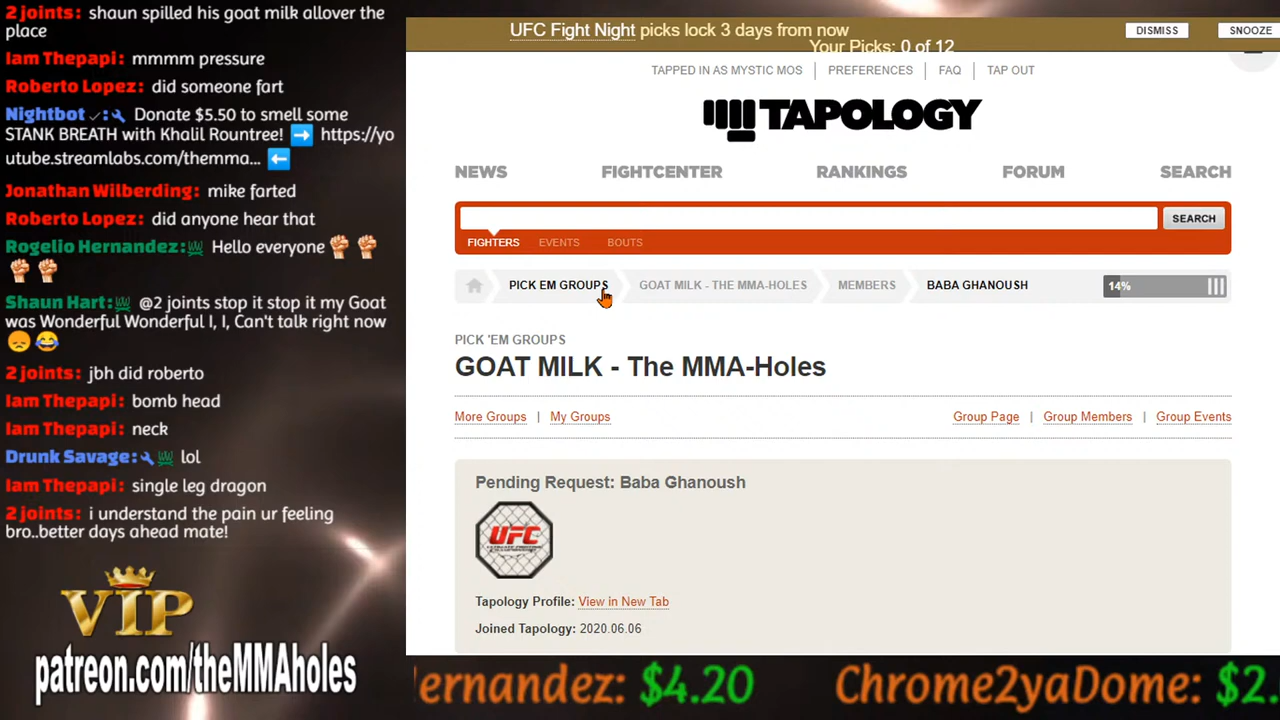 2 joints: shaun spilled his goat milk allover the
place
Iam Thepapi: mmmm pressure
Roberto Lopez: did someone fart
Nightbot ✓:🔧 Donate $5.50 to smell some
STANK BREATH with Khalil Rountree! ➡️ https://yo
utube.streamlabs.com/themma... ⬅️
Jonathan Wilberding: mike farted
Roberto Lopez: did anyone hear that
Rogelio Hernandez: Hello everyone ✊🏼 ✊🏼
✊🏼 ✊🏼
Shaun Hart: @2 joints stop it stop it my Goat
was Wonderful Wonderful I, I, Can't talk right now
😞 😂
2 joints: jbh did roberto
Iam Thepapi: bomb head
Iam Thepapi: neck
Drunk Savage:🔧 lol
Iam Thepapi: single leg dragon
2 joints: i understand the pain ur feeling
bro..better days ahead mate!
VIP
patreon.com/theMMAholes
UFC Fight Night picks lock 3 days from now
Your Picks: 0 of 12
DISMISS
SNOOZE
TAPPED IN AS MYSTIC MOS | PREFERENCES | FAQ | TAP OUT
TAPOLOGY
NEWS FIGHTCENTER RANKINGS FORUM SEARCH
SEARCH
FIGHTERS EVENTS BOUTS
PICK EM GROUPS GOAT MILK - THE MMA-HOLES MEMBERS BABA GHANOUSH 14%
PICK 'EM GROUPS
GOAT MILK - The MMA-Holes
More Groups | My Groups Group Page | Group Members | Group Events
Pending Request: Baba Ghanoush
UFC
Tapology Profile: View in New Tab
Joined Tapology: 2020.06.06
ernandez: $4.20 Chrome2yaDome: $2.